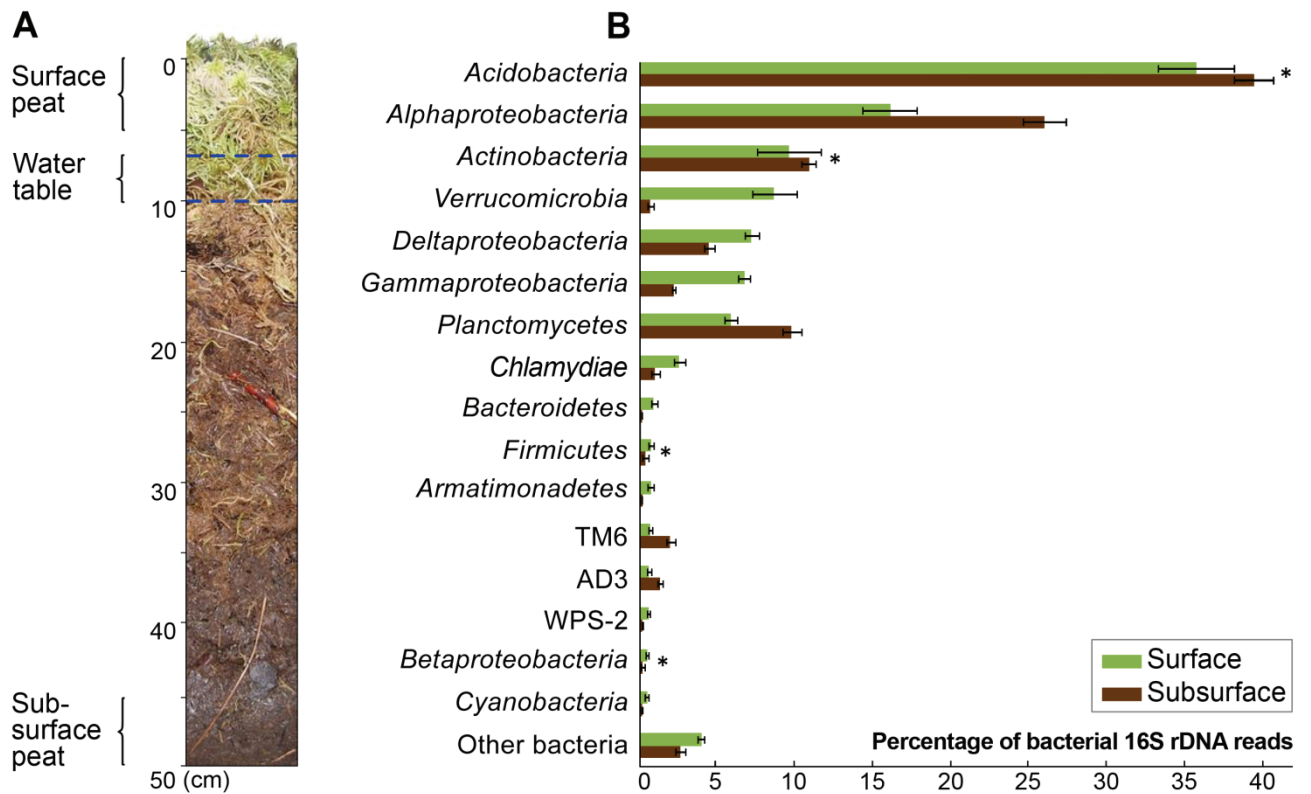 A
Surface
peat
Water
table
Sub-
surface
peat
0
10
20
30
40
50 (cm)
B
Acidobacteria
*
Alphaproteobacteria
Actinobacteria
*
Verrucomicrobia
Deltaproteobacteria
Gammaproteobacteria
Planctomycetes
Chlamydiae
Bacteroidetes
Firmicutes
*
Armatimonadetes
TM6
AD3
WPS-2
Betaproteobacteria
*
Cyanobacteria
Other bacteria
Surface
Subsurface
Percentage of bacterial 16S rDNA reads
0 5 10 15 20 25 30 35 40